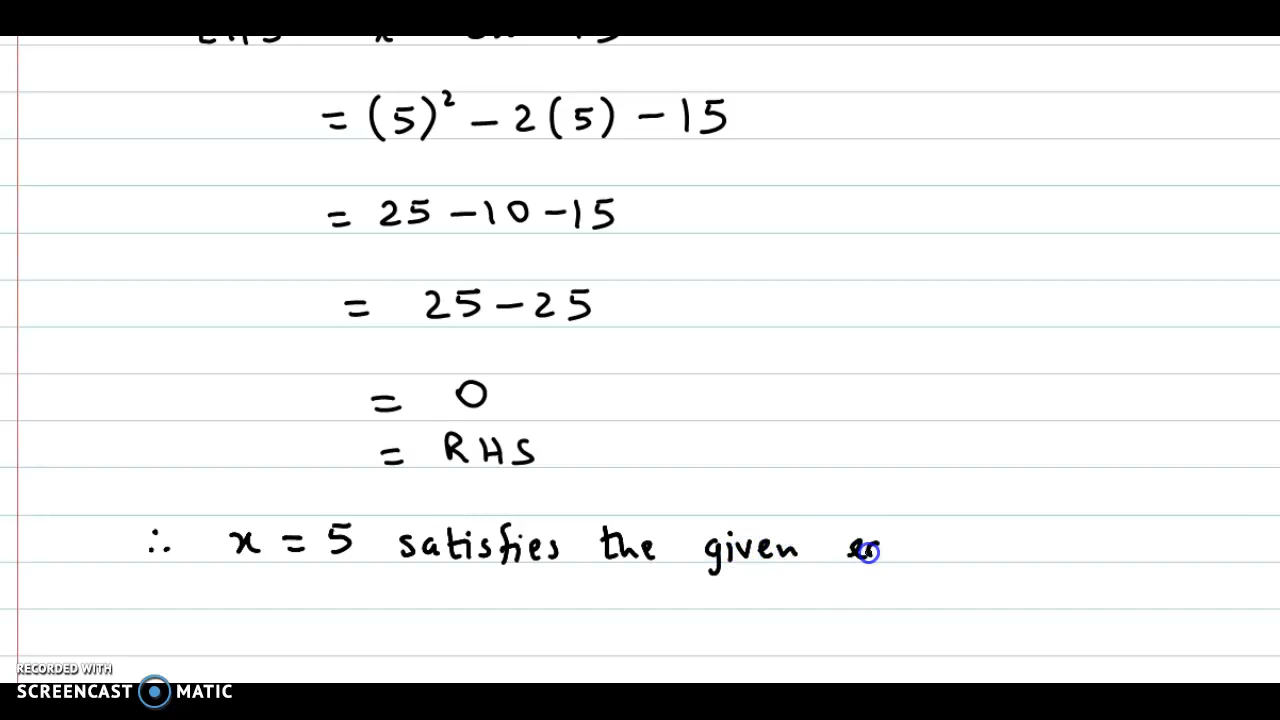 = (5)² - 2(5) - 15
= 25 - 10 - 15
= 25 - 25
= 0
= RHS
∴ x = 5 satisfies the given
RECORDED WITH
SCREENCAST MATIC